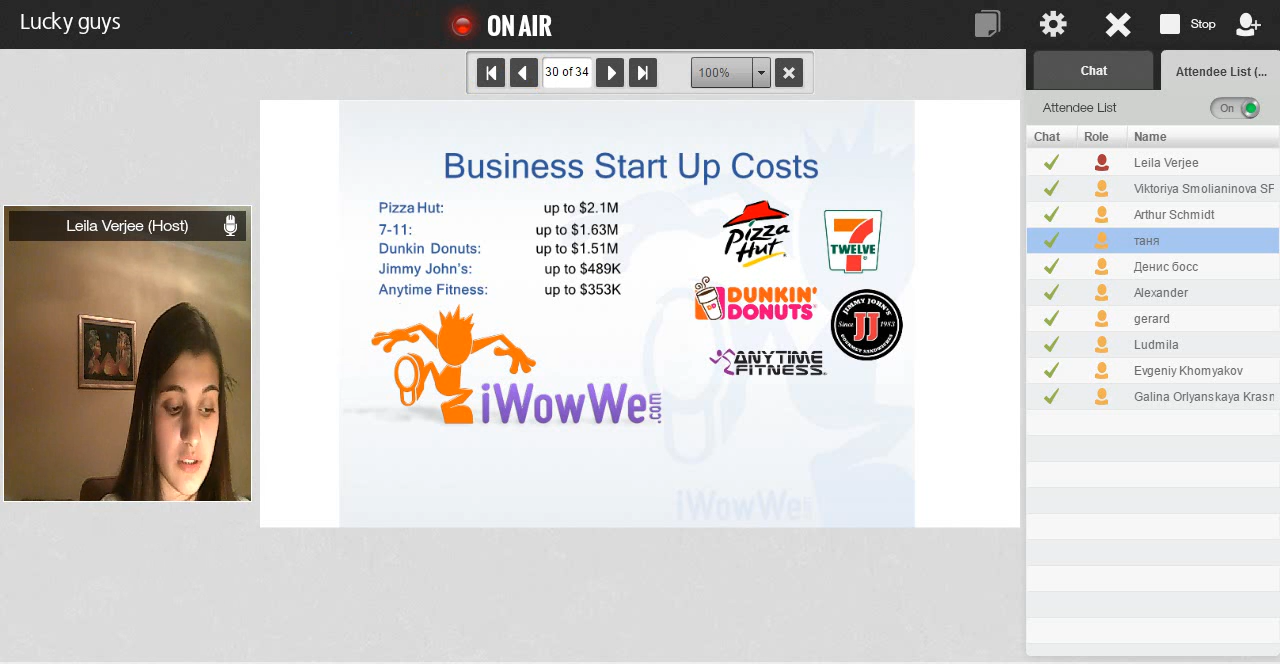 Lucky guys
ON AIR
Stop
30 of 34
100%
Chat
Attendee List (...
Attendee List
On
Chat Role Name
Leila Verjee
Viktoriya Smolianinova SF
Arthur Schmidt
таня
Денис босс
Alexander
gerard
Ludmila
Evgeniy Khomyakov
Galina Orlyanskaya Krasn
Leila Verjee (Host)
Business Start Up Costs
Pizza Hut: up to $2.1M
7-11: up to $1.63M
Dunkin Donuts: up to $1.51M
Jimmy John's: up to $489K
Anytime Fitness: up to $353K
Pizza
Hut
7
TWELVE
DD
DUNKIN'
DONUTS
JIMMY JOHN'S
Since JJ 1983
GOURMET SANDWICHES
ANYTIME
FITNESS
iWowWe.com
iWowWe